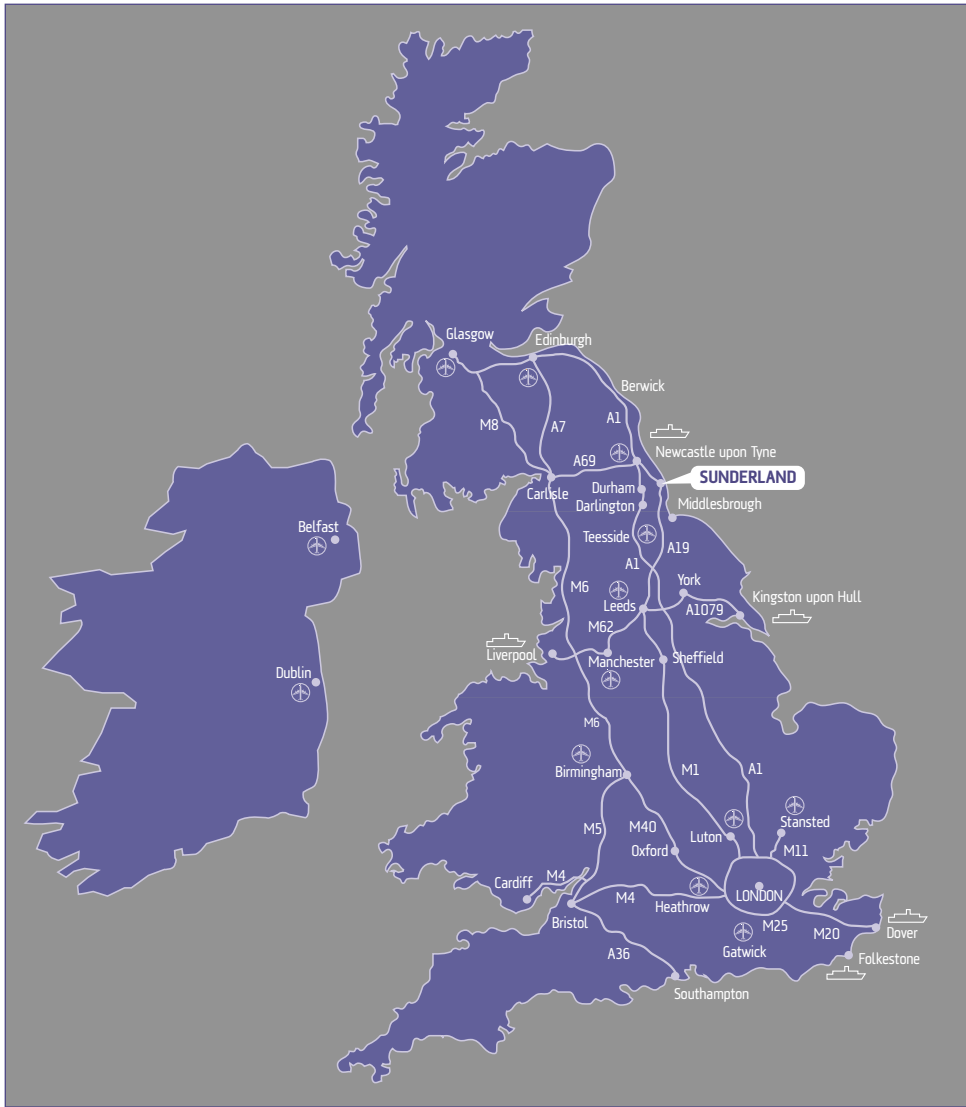 Glasgow
Edinburgh
Berwick
M8
A7
A1
Newcastle upon Tyne
A69
SUNDERLAND
Carlisle
Durham
Darlington
Middlesbrough
Belfast
Teesside
A19
A1
M6
York
Leeds
Kingston upon Hull
A1079
M62
Liverpool
Manchester
Sheffield
Dublin
M6
Birmingham
M1
A1
M5
M40
Luton
Stansted
Oxford
M11
Cardiff
M4
M4
Heathrow
LONDON
Bristol
M25
M20
Dover
A36
Gatwick
Folkestone
Southampton